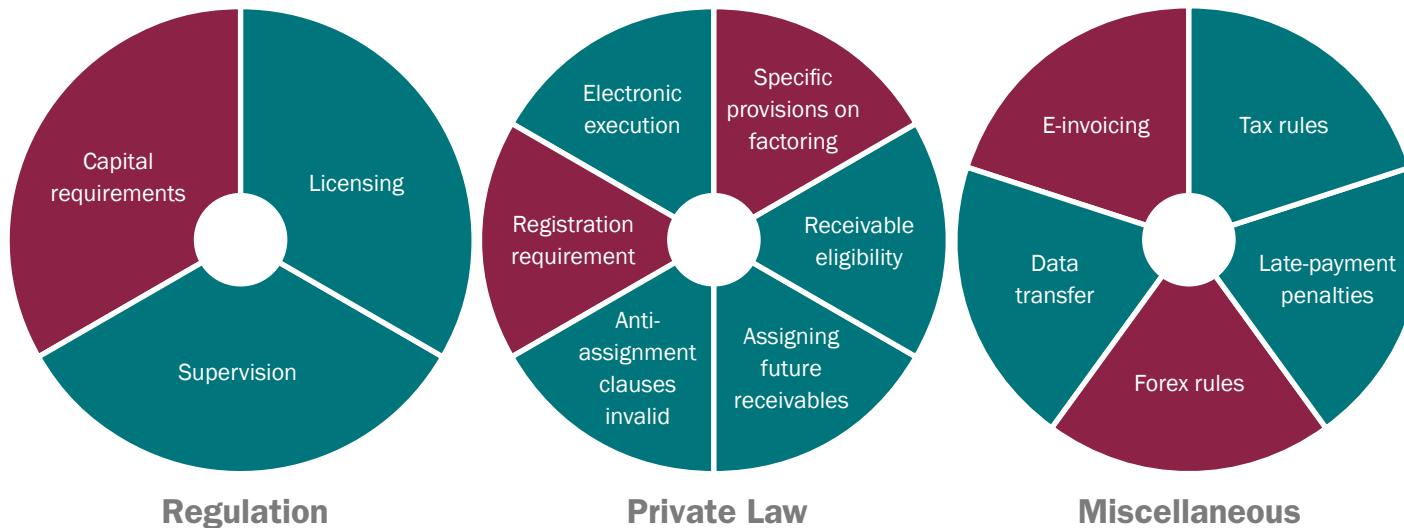 Capital
requirements
Licensing
Supervision
Regulation
Electronic
execution
Specific
provisions on
factoring
Registration
requirement
Receivable
eligibility
Anti-
assignment
clauses
invalid
Assigning
future
receivables
Private Law
E-invoicing
Tax rules
Data
transfer
Late-payment
penalties
Forex rules
Miscellaneous